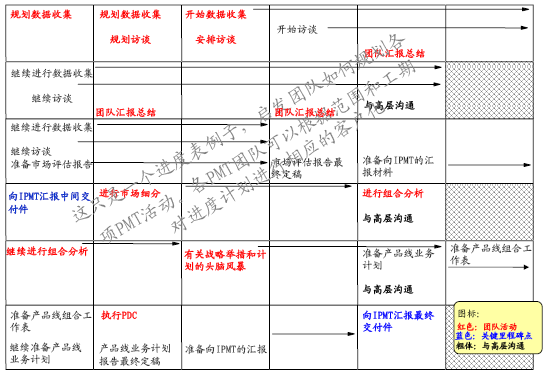 规划数据收集
规划数据收集
规划访谈
开始数据收集
安排访谈
开始访谈
团队汇报总结
继续进行数据收集
继续访谈
团队汇报总结
团队汇报总结
与高层沟通
继续进行数据收集
继续访谈
准备市场评估报告
市场评估报告最
终定稿
准备向IPMT的汇
报材料
向IPMT汇报中间交
付件
进行市场细分
进行组合分析
与高层沟通
继续进行组合分析
有关战略举措和计
划的头脑风暴
准备产品线业务
计划
与高层沟通
准备产品线组合工
作表
准备产品线组合工
作表
继续准备产品线
业务计划
执行PDC
产品线业务计划
报告最终定稿
准备向IPMT的汇报
向IPMT汇报最终
交付件
图标:
红色: 团队活动
蓝色: 关键里程碑点
粗体: 与高层沟通
这只是一个进度表例子，启发团队如何规划各
项PMT活动，各PMT团队可以根据范围和工期
对进度计划进行相应的客户化